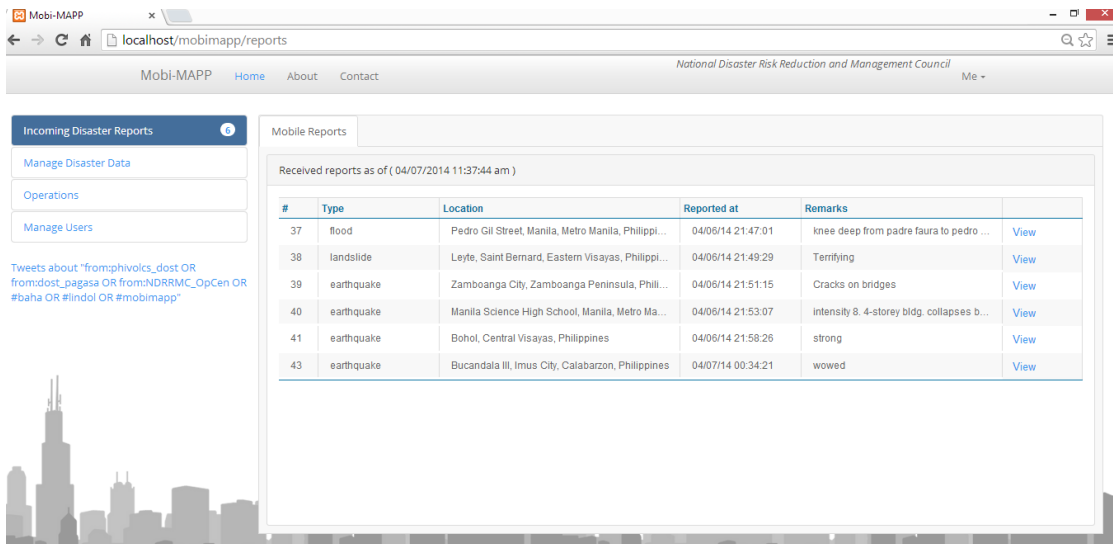 Mobi-MAPP
localhost/mobimapp/reports
National Disaster Risk Reduction and Management Council
Mobi-MAPP Home About Contact Me
Incoming Disaster Reports 6
Manage Disaster Data
Operations
Manage Users
Tweets about "from:phivolcs_dost OR
from:dost_pagasa OR from:NDRRMC_OpCen OR
#baha OR #lindol OR #mobimapp"
Mobile Reports
Received reports as of ( 04/07/2014 11:37:44 am )
# Type Location Reported at Remarks
37 flood Pedro Gil Street, Manila, Metro Manila, Philippi... 04/06/14 21:47:01 knee deep from padre faura to pedro ... View
38 landslide Leyte, Saint Bernard, Eastern Visayas, Philippi... 04/06/14 21:49:29 Terrifying View
39 earthquake Zamboanga City, Zamboanga Peninsula, Phili... 04/06/14 21:51:15 Cracks on bridges View
40 earthquake Manila Science High School, Manila, Metro Ma... 04/06/14 21:53:07 intensity 8. 4-storey bldg. collapses b... View
41 earthquake Bohol, Central Visayas, Philippines 04/06/14 21:58:26 strong View
43 earthquake Bucandala III, Imus City, Calabarzon, Philippines 04/07/14 00:34:21 wowed View